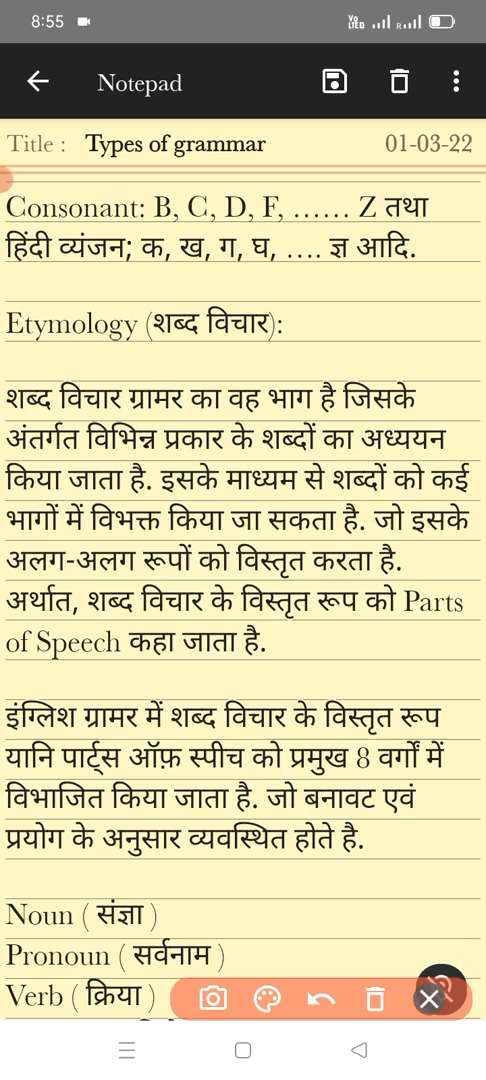 8:55
Vo LTED R
Notepad
Title : Types of grammar 01-03-22
Consonant: B, C, D, F, ...... Z तथा
हिंदी व्यंजन; क, ख, ग, घ, .... ज्ञ आदि.
Etymology (शब्द विचार):
शब्द विचार ग्रामर का वह भाग है जिसके
अंतर्गत विभिन्न प्रकार के शब्दों का अध्ययन
किया जाता है. इसके माध्यम से शब्दों को कई
भागों में विभक्त किया जा सकता है. जो इसके
अलग-अलग रूपों को विस्तृत करता है.
अर्थात, शब्द विचार के विस्तृत रूप को Parts
of Speech कहा जाता है.
इंग्लिश ग्रामर में शब्द विचार के विस्तृत रूप
यानि पार्ट्स ऑफ़ स्पीच को प्रमुख 8 वर्गों में
विभाजित किया जाता है. जो बनावट एवं
प्रयोग के अनुसार व्यवस्थित होते है.
Noun ( संज्ञा )
Pronoun ( सर्वनाम )
Verb ( क्रिया )